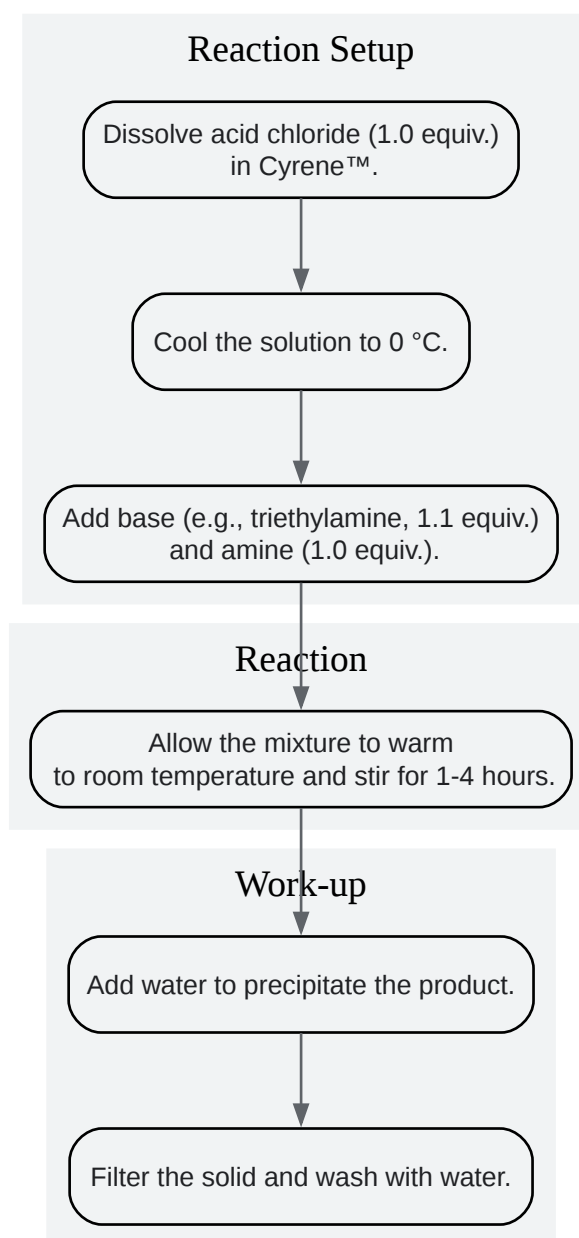 Reaction Setup
Dissolve acid chloride (1.0 equiv.)
in Cyrene™.
Cool the solution to 0 °C.
Add base (e.g., triethylamine, 1.1 equiv.)
and amine (1.0 equiv.).
Reaction
Allow the mixture to warm
to room temperature and stir for 1-4 hours.
Work-up
Add water to precipitate the product.
Filter the solid and wash with water.